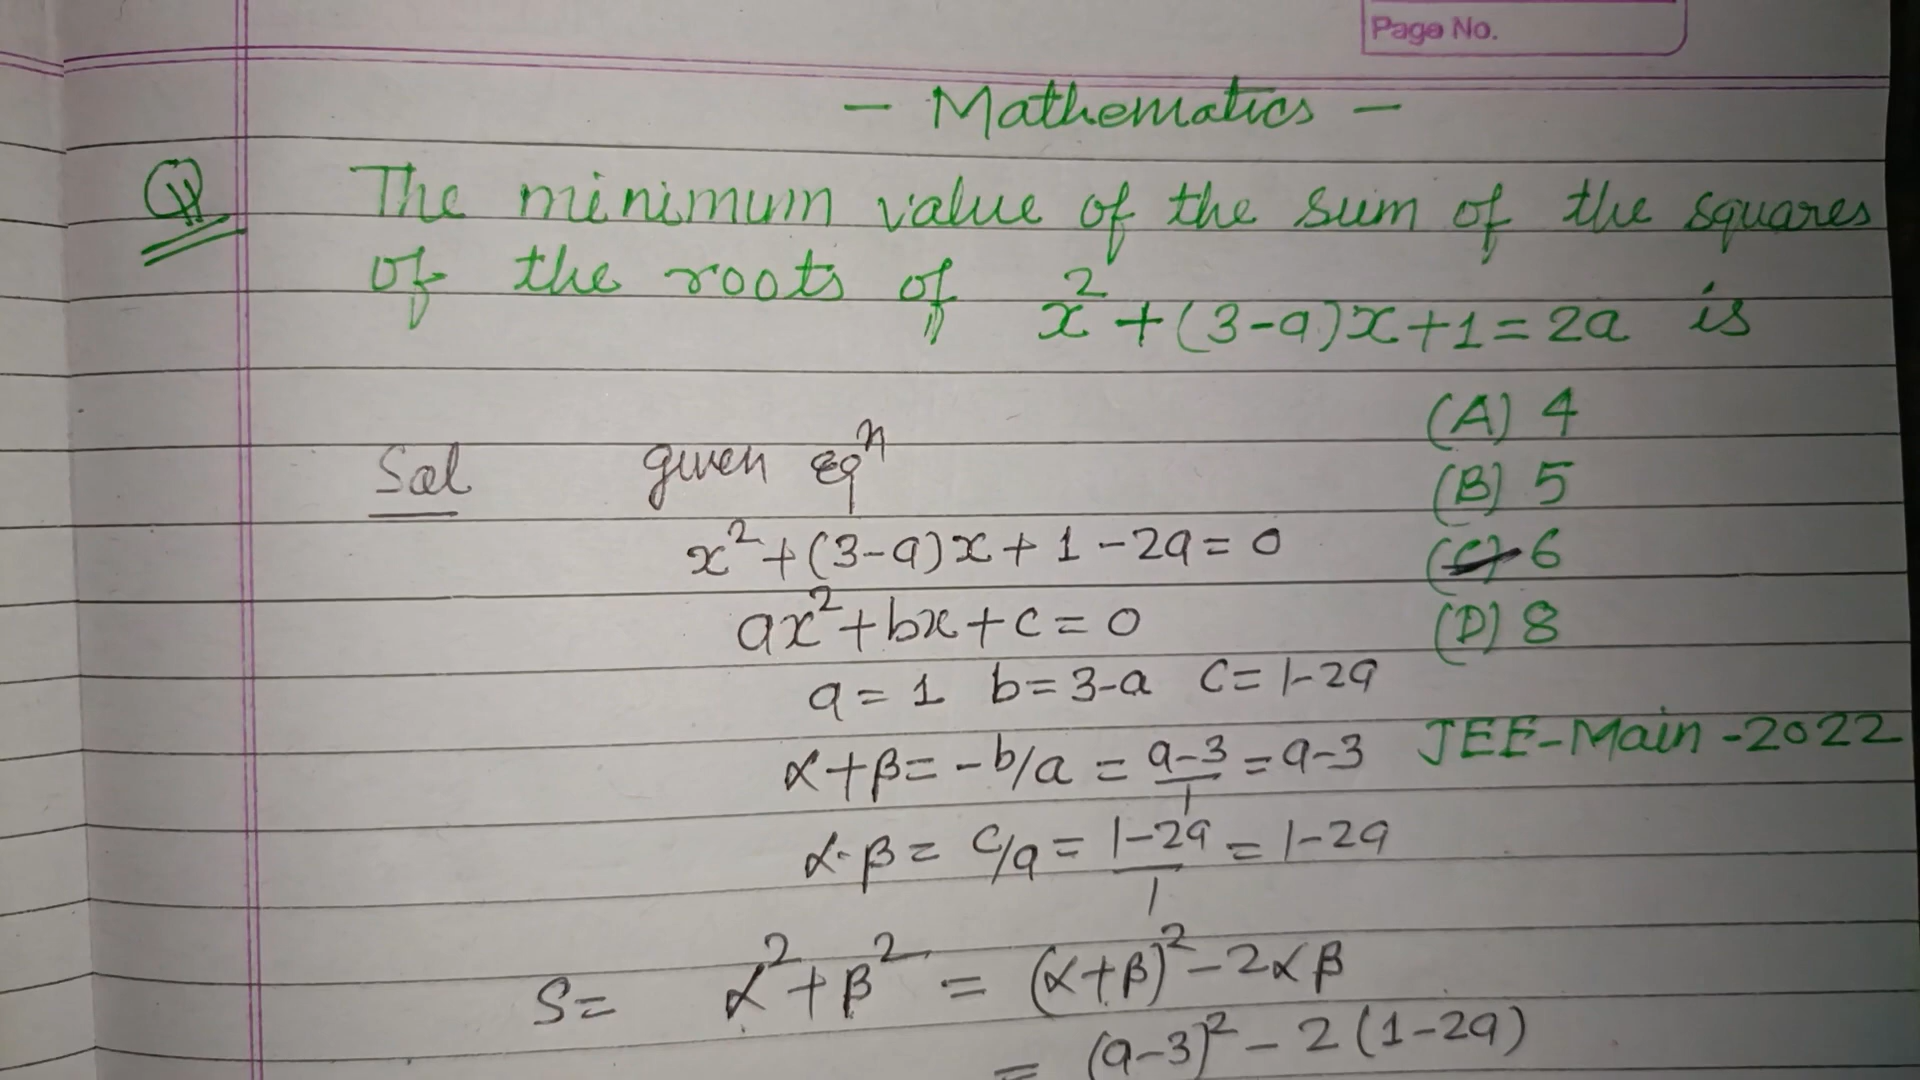 Page No.
- Mathematics -
Q The minimum value of the sum of the squares
of the roots of x²+(3-a)x+1=2a is
(A) 4
Sol given eqⁿ
(B) 5
x²+(3-a)x+1-2a=0
(C) 6
ax²+bx+c=0
(D) 8
a=1 b=3-a c=1-2a
JEE-Main-2022
α+β=-b/a=a-3/1=a-3
α·β=c/a=1-2a/1=1-2a
S= α²+β²=(α+β)²-2αβ
=(a-3)²-2(1-2a)